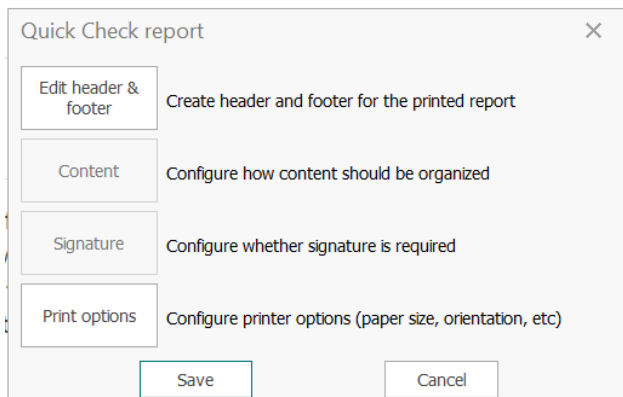 Quick Check report
Edit header &
footer
Create header and footer for the printed report
Content
Configure how content should be organized
Signature
Configure whether signature is required
Print options
Configure printer options (paper size, orientation, etc)
Save
Cancel